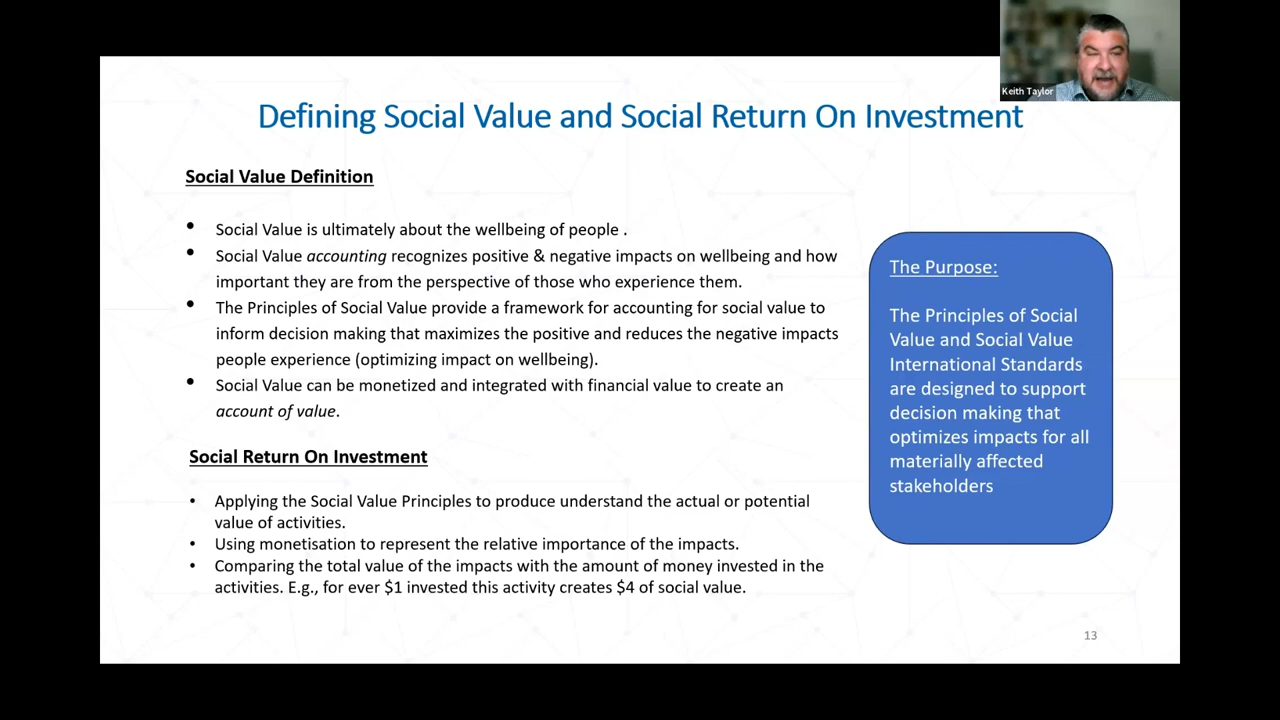 Keith Taylor
Defining Social Value and Social Return On Investment
Social Value Definition
• Social Value is ultimately about the wellbeing of people .
• Social Value accounting recognizes positive & negative impacts on wellbeing and how
important they are from the perspective of those who experience them.
• The Principles of Social Value provide a framework for accounting for social value to
inform decision making that maximizes the positive and reduces the negative impacts
people experience (optimizing impact on wellbeing).
• Social Value can be monetized and integrated with financial value to create an
account of value.
Social Return On Investment
• Applying the Social Value Principles to produce understand the actual or potential
value of activities.
• Using monetisation to represent the relative importance of the impacts.
• Comparing the total value of the impacts with the amount of money invested in the
activities. E.g., for ever $1 invested this activity creates $4 of social value.
The Purpose:
The Principles of Social
Value and Social Value
International Standards
are designed to support
decision making that
optimizes impacts for all
materially affected
stakeholders
13